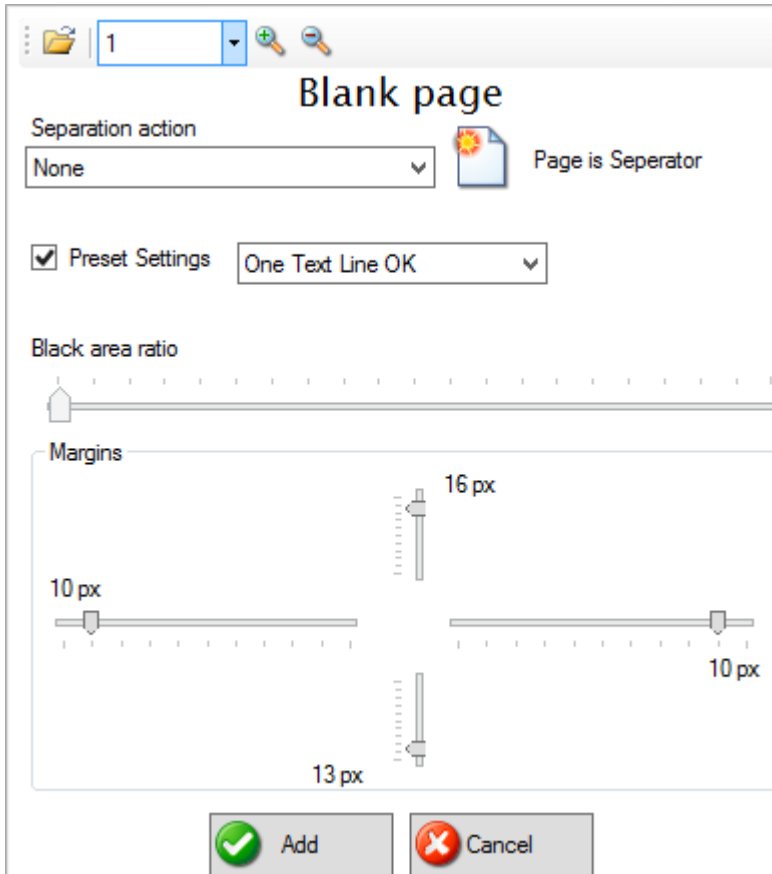 1
Blank page
Separation action
None
Page is Seperator
Preset Settings
One Text Line OK
Black area ratio
Margins
16 px
10 px
10 px
13 px
Add
Cancel